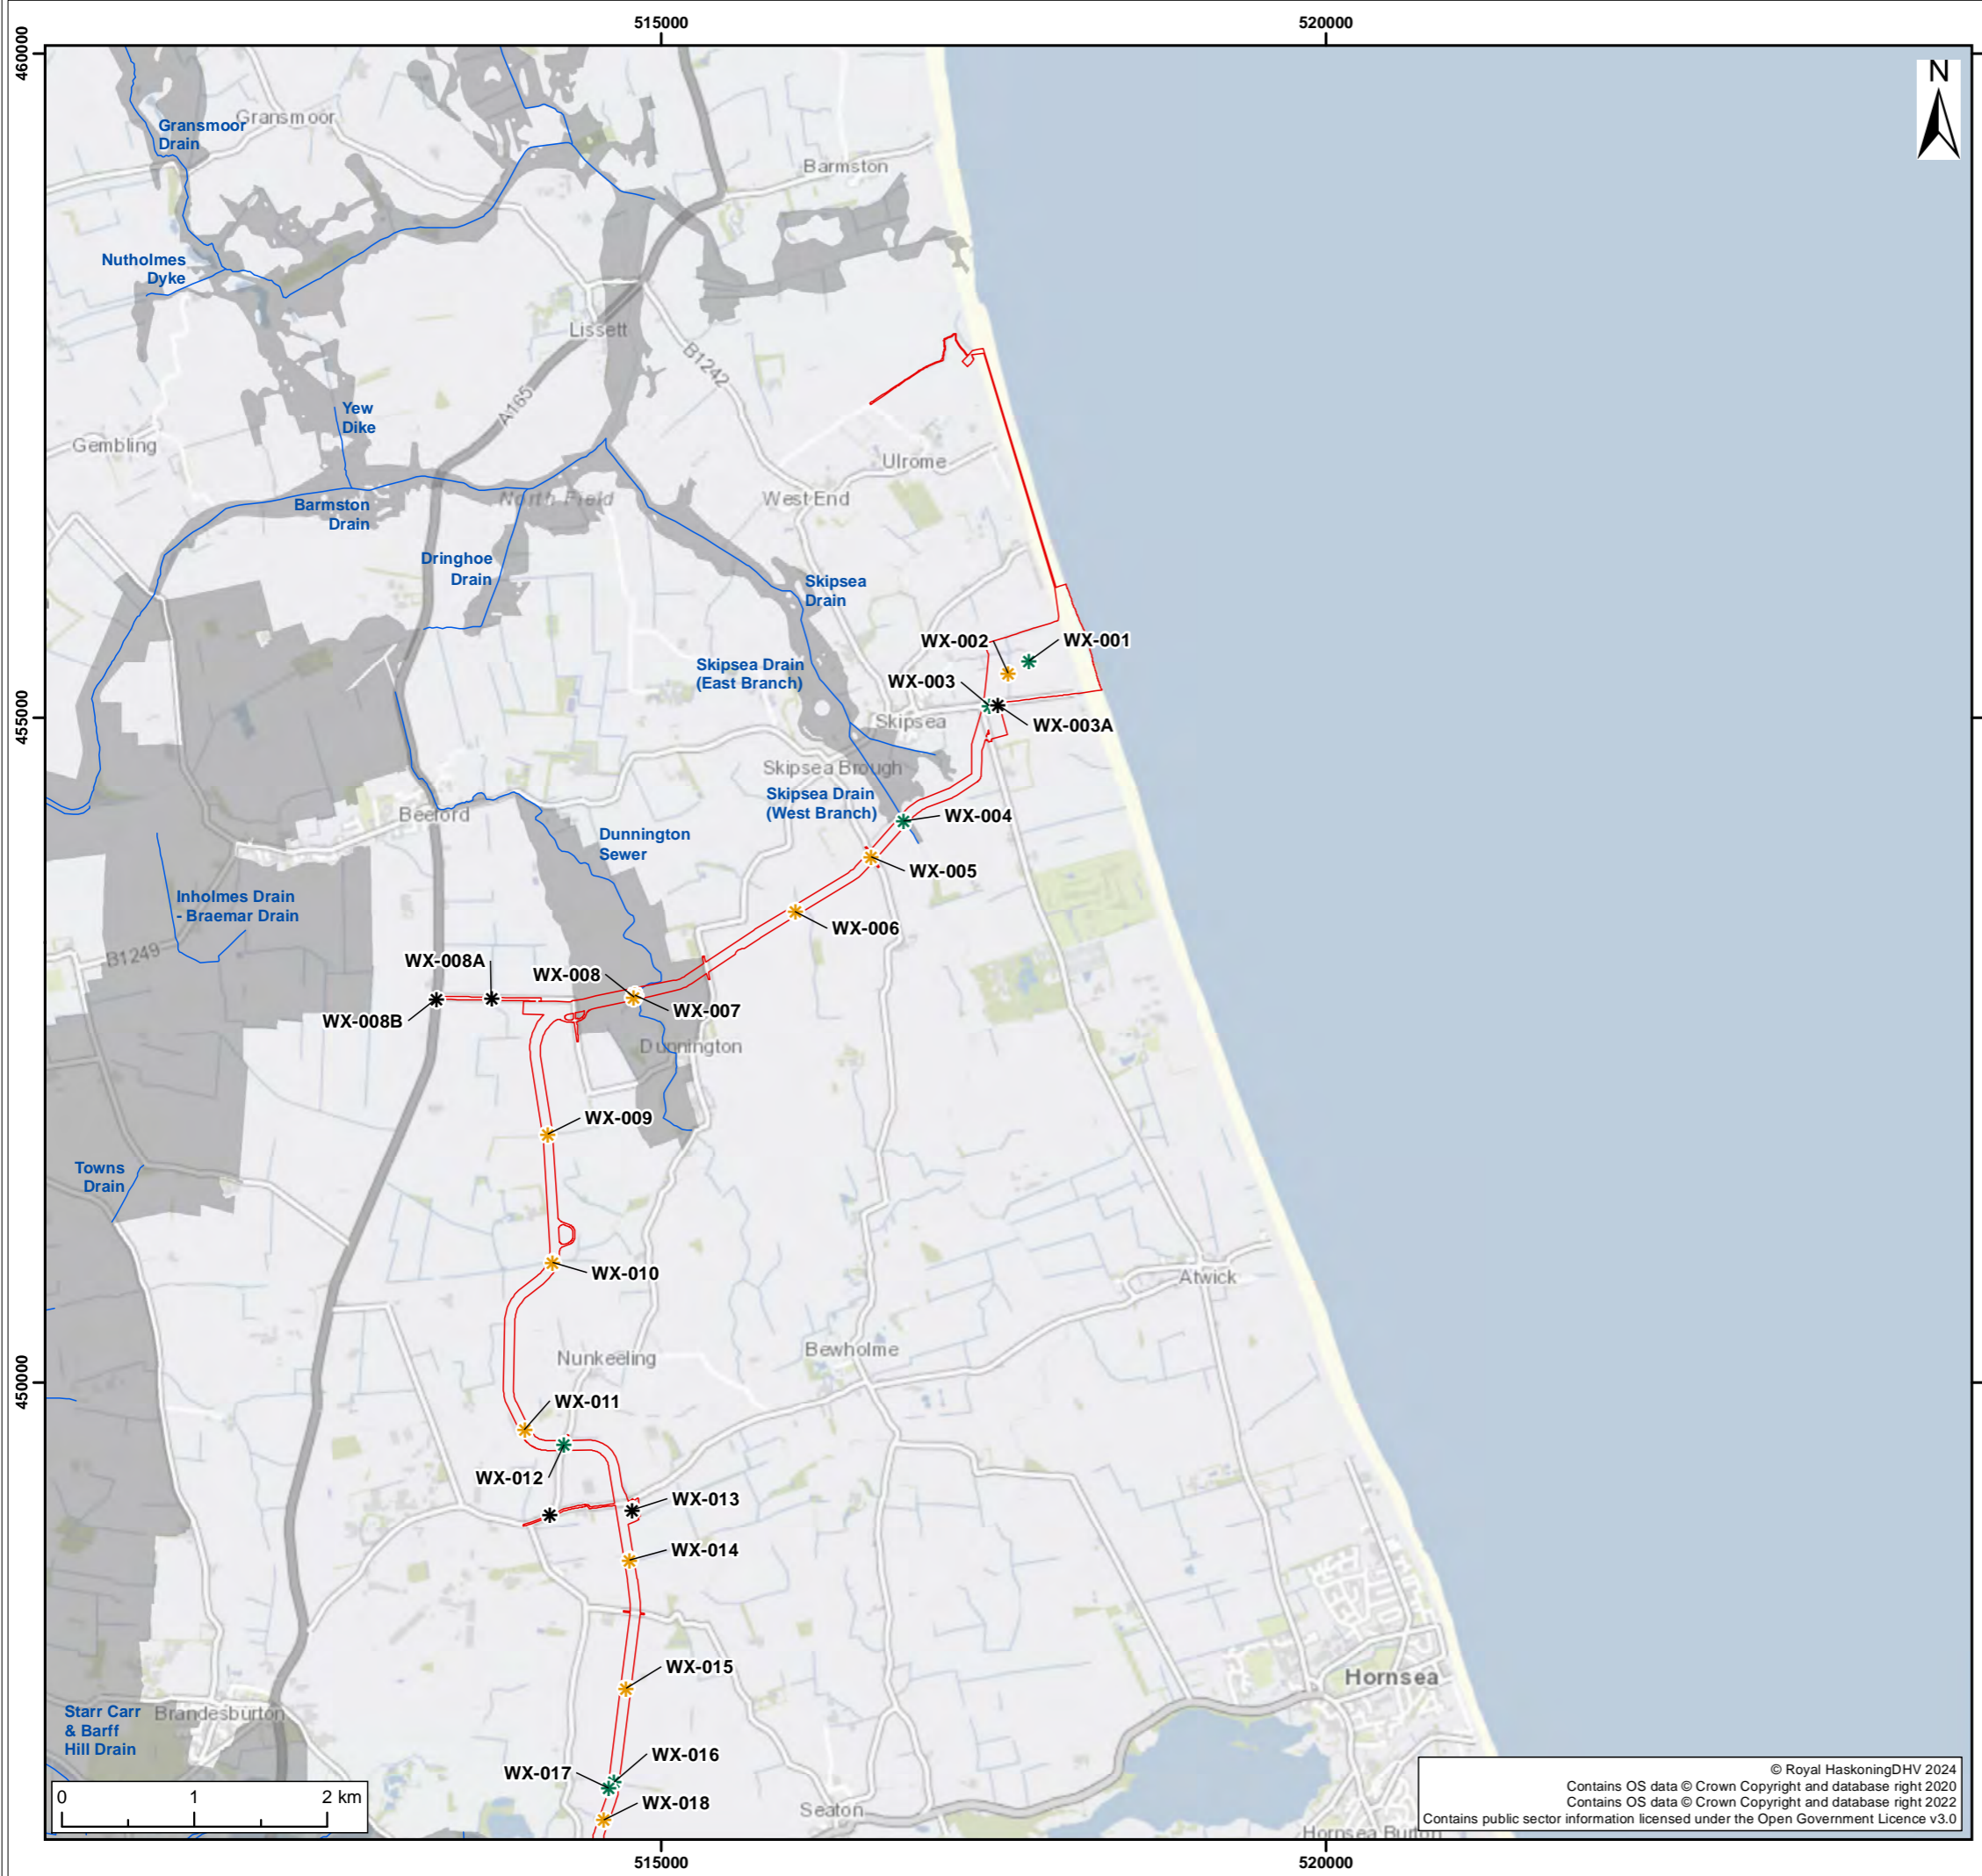 515000
520000
460000
N
Gransmoor
Drain
Gransmoor
Barmston
Nutholmes
Dyke
Lissett
B1242
A165
Yew
Dike
Gembling
Ulrome
North Field
West End
Barmston
Drain
Dringhoe
Drain
Skipsea
Drain
WX-002
WX-001
Skipsea Drain
(East Branch)
WX-003
455000
Skipsea
WX-003A
Skipsea Brough
Skipsea Drain
(West Branch)
Beeford
WX-004
Dunnington
Sewer
WX-005
Inholmes Drain
- Braemar Drain
WX-006
B1249
WX-008A
WX-008
WX-007
WX-008B
Dunnington
WX-009
Towns
Drain
WX-010
Atwick
Nunkeeling
Bewholme
450000
WX-011
WX-012
WX-013
WX-014
WX-015
Hornsea
Starr Carr
& Barff
Hill Drain
Brandesburton
WX-016
WX-017
WX-018
Seaton
0 1 2 km
© Royal HaskoningDHV 2024
Contains OS data © Crown Copyright and database right 2020
Contains OS data © Crown Copyright and database right 2022
Contains public sector information licensed under the Open Government Licence v3.0
Hornsea Burton
515000
520000